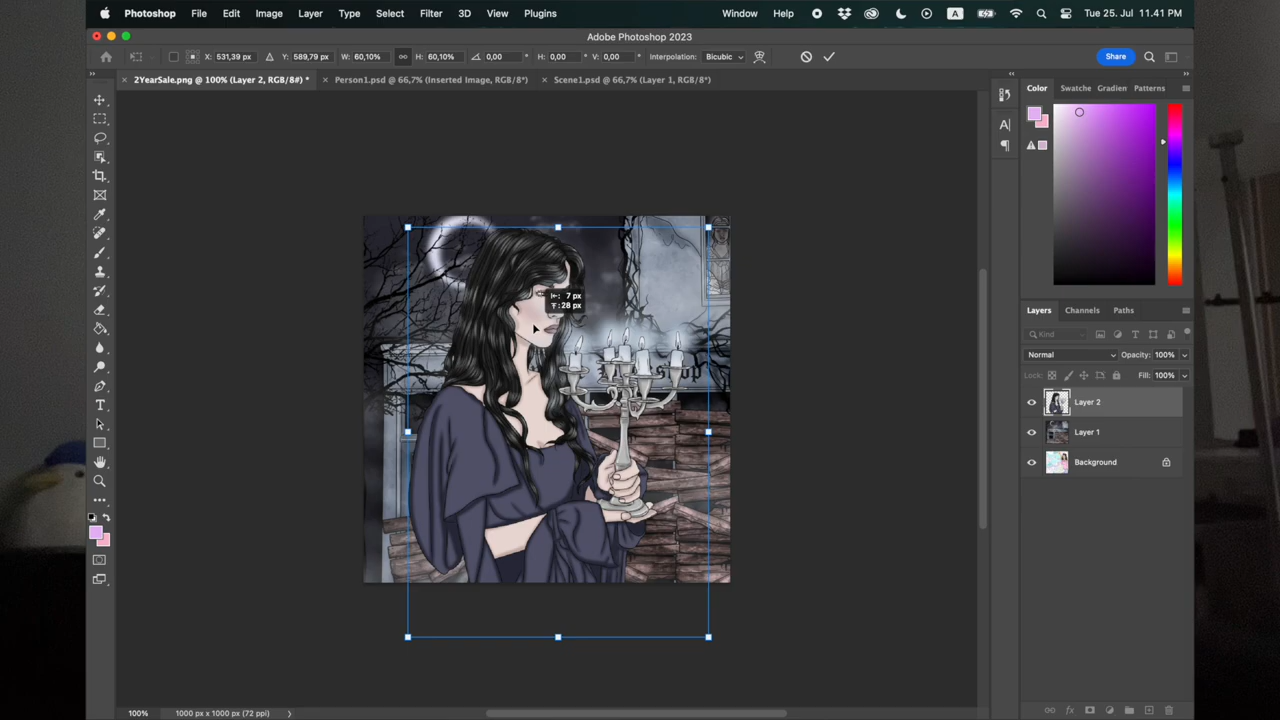 Photoshop File Edit Image Layer Type Select Filter 3D View Plugins Window Help A Tue 25. Jul 11.41 PM
Adobe Photoshop 2023
X: 531,39 px Y: 589,79 px W: 60,10% H: 60,10% 0,00 ° H: 0,00 ° V: 0,00 ° Interpolation: Bicubic Share
2YearSale.png @ 100% (Layer 2, RGB/8#) * Person1.psd @ 66,7% (Inserted Image, RGB/8*) Scene1.psd @ 66,7% (Layer 1, RGB/8*)
Color Swatche Gradien Patterns
7 px
28 px
Layers Channels Paths
Kind
Normal Opacity: 100%
Lock: Fill: 100%
Layer 2
Layer 1
Background
100% 1000 px x 1000 px (72 ppi)